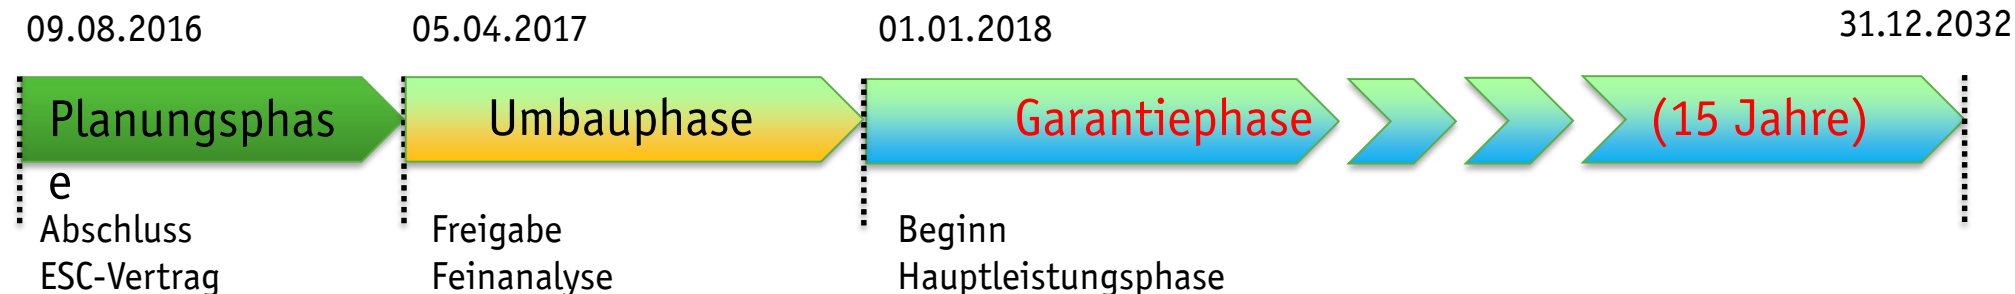 09.08.2016
05.04.2017
01.01.2018
31.12.2032
Planungsphas
e
Umbauphase
Garantiephase
(15 Jahre)
Abschluss
ESC-Vertrag
Freigabe
Feinanalyse
Beginn
Hauptleistungsphase